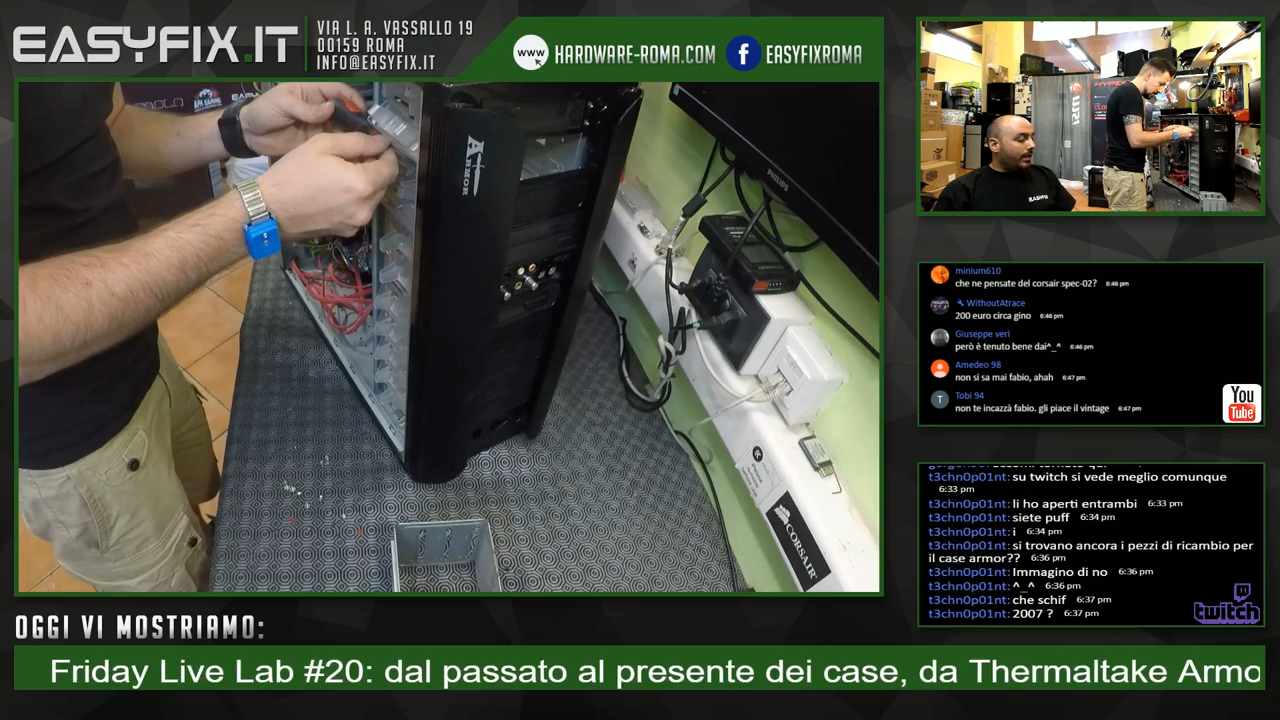 EASYFIX.IT
VIA L. A. VASSALLO 19
00159 ROMA
INFO@EASYFIX.IT
www
HARDWARE-ROMA.COM
f
EASYFIXROMA
ARMOR
PHILIPS
CORSAIR
msi
minium610
che ne pensate del corsair spec-02? 6:46 pm
WithoutAtrace
200 euro circa gino 6:46 pm
Giuseppe veri
però è tenuto bene dai^_^ 6:46 pm
Amedeo 98
non si sa mai fabio, ahah 6:47 pm
T
Tobi 94
non te incazzà fabio. gli piace il vintage 6:47 pm
You
Tube
t3chn0p01nt: su twitch si vede meglio comunque
6:33 pm
t3chn0p01nt: li ho aperti entrambi 6:33 pm
t3chn0p01nt: siete puff 6:34 pm
t3chn0p01nt: i 6:34 pm
t3chn0p01nt: si trovano ancora i pezzi di ricambio per
il case armor?? 6:36 pm
t3chn0p01nt: Immagino di no 6:36 pm
t3chn0p01nt: ^_^ 6:36 pm
t3chn0p01nt: che schif 6:37 pm
t3chn0p01nt: 2007 ? 6:37 pm
twitch
OGGI VI MOSTRIAMO:
Friday Live Lab #20: dal passato al presente dei case, da Thermaltake Armo